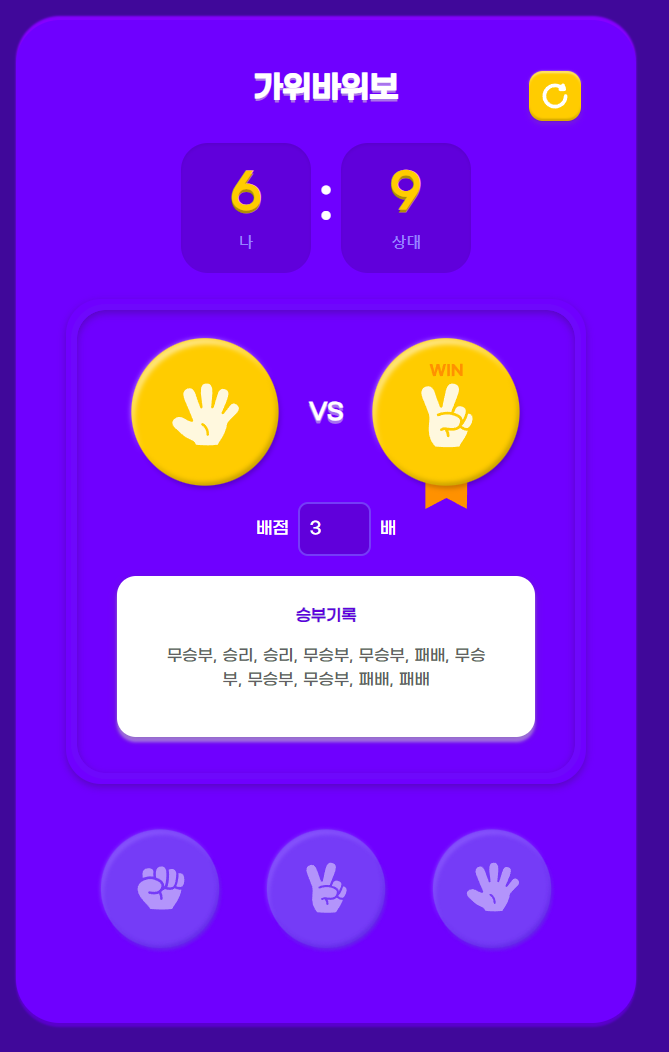 가위바위보
6 : 9
나 상대
WIN
VS
배점 3 배
승부기록
무승부, 승리, 승리, 무승부, 무승부, 패배, 무승
부, 무승부, 무승부, 패배, 패배